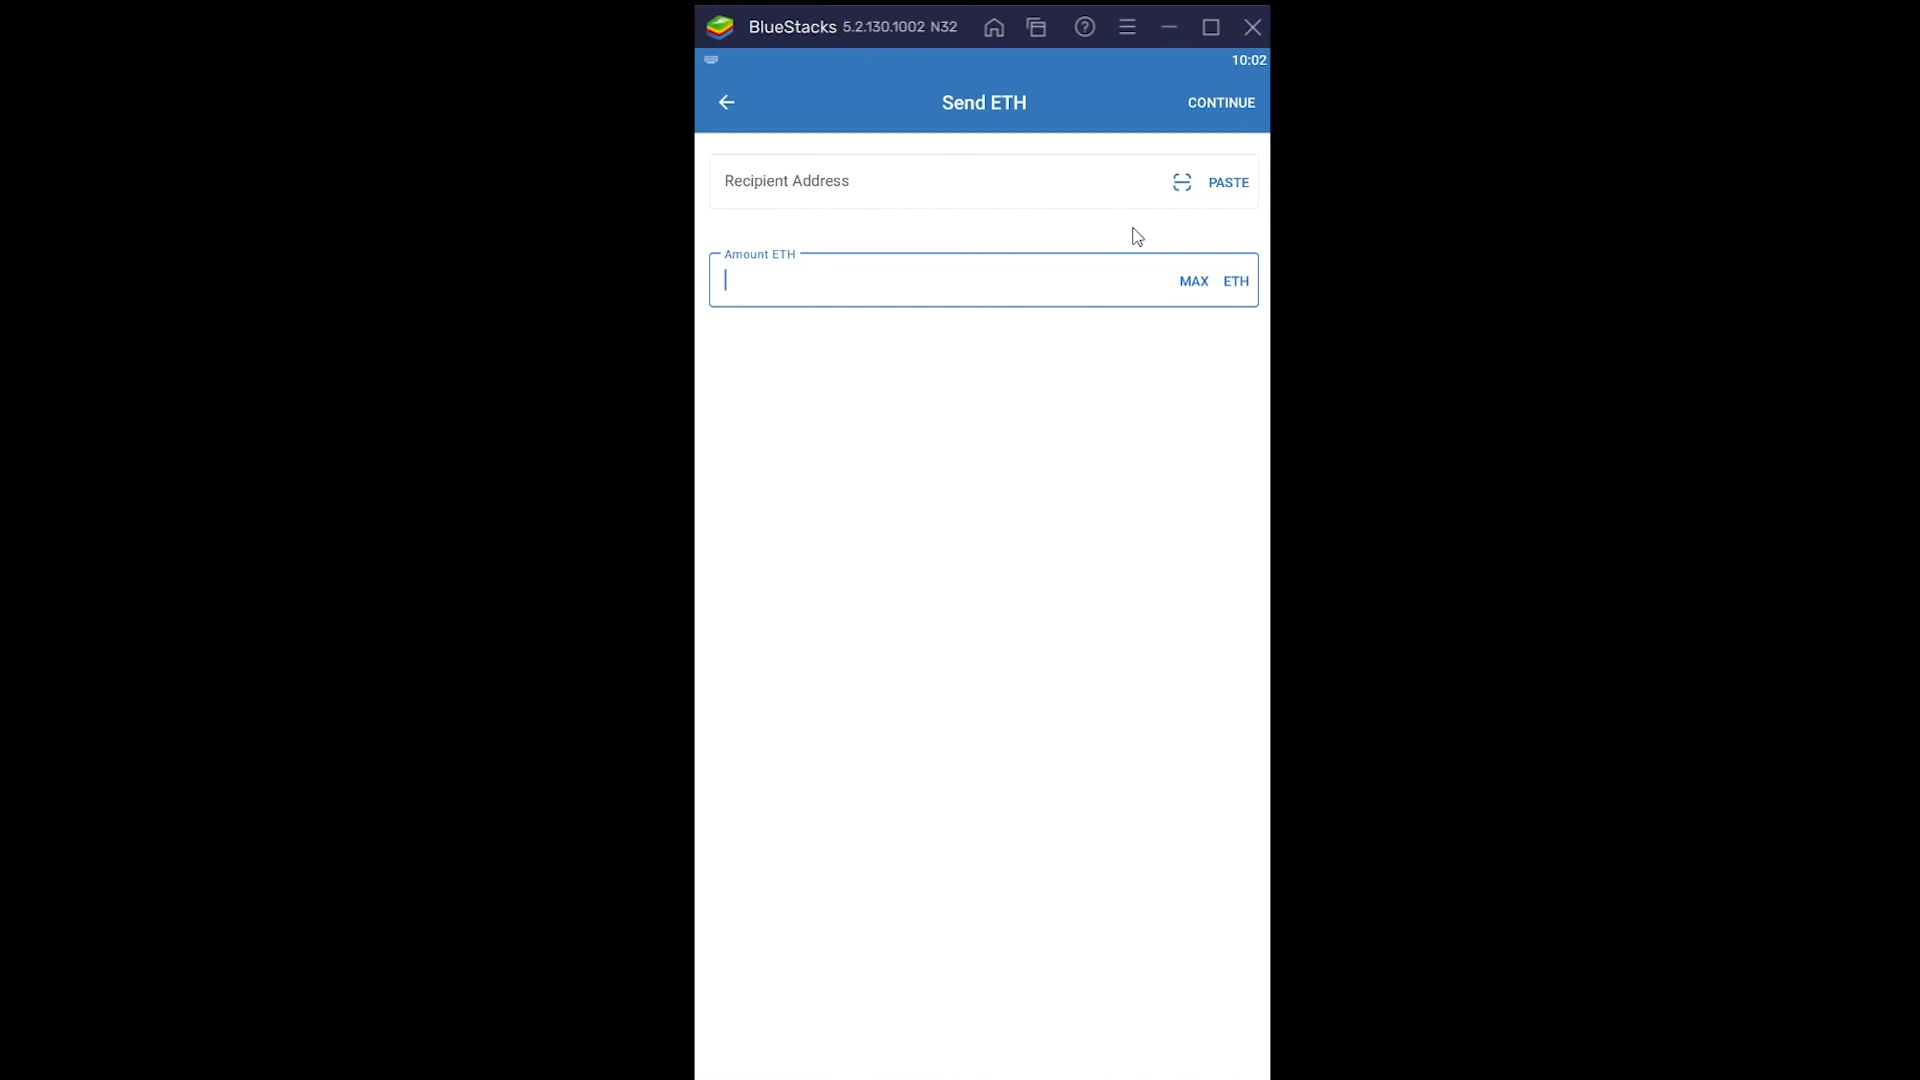 BlueStacks 5.2.130.1002 N32
10:02
Send ETH CONTINUE
Recipient Address PASTE
Amount ETH
MAX ETH